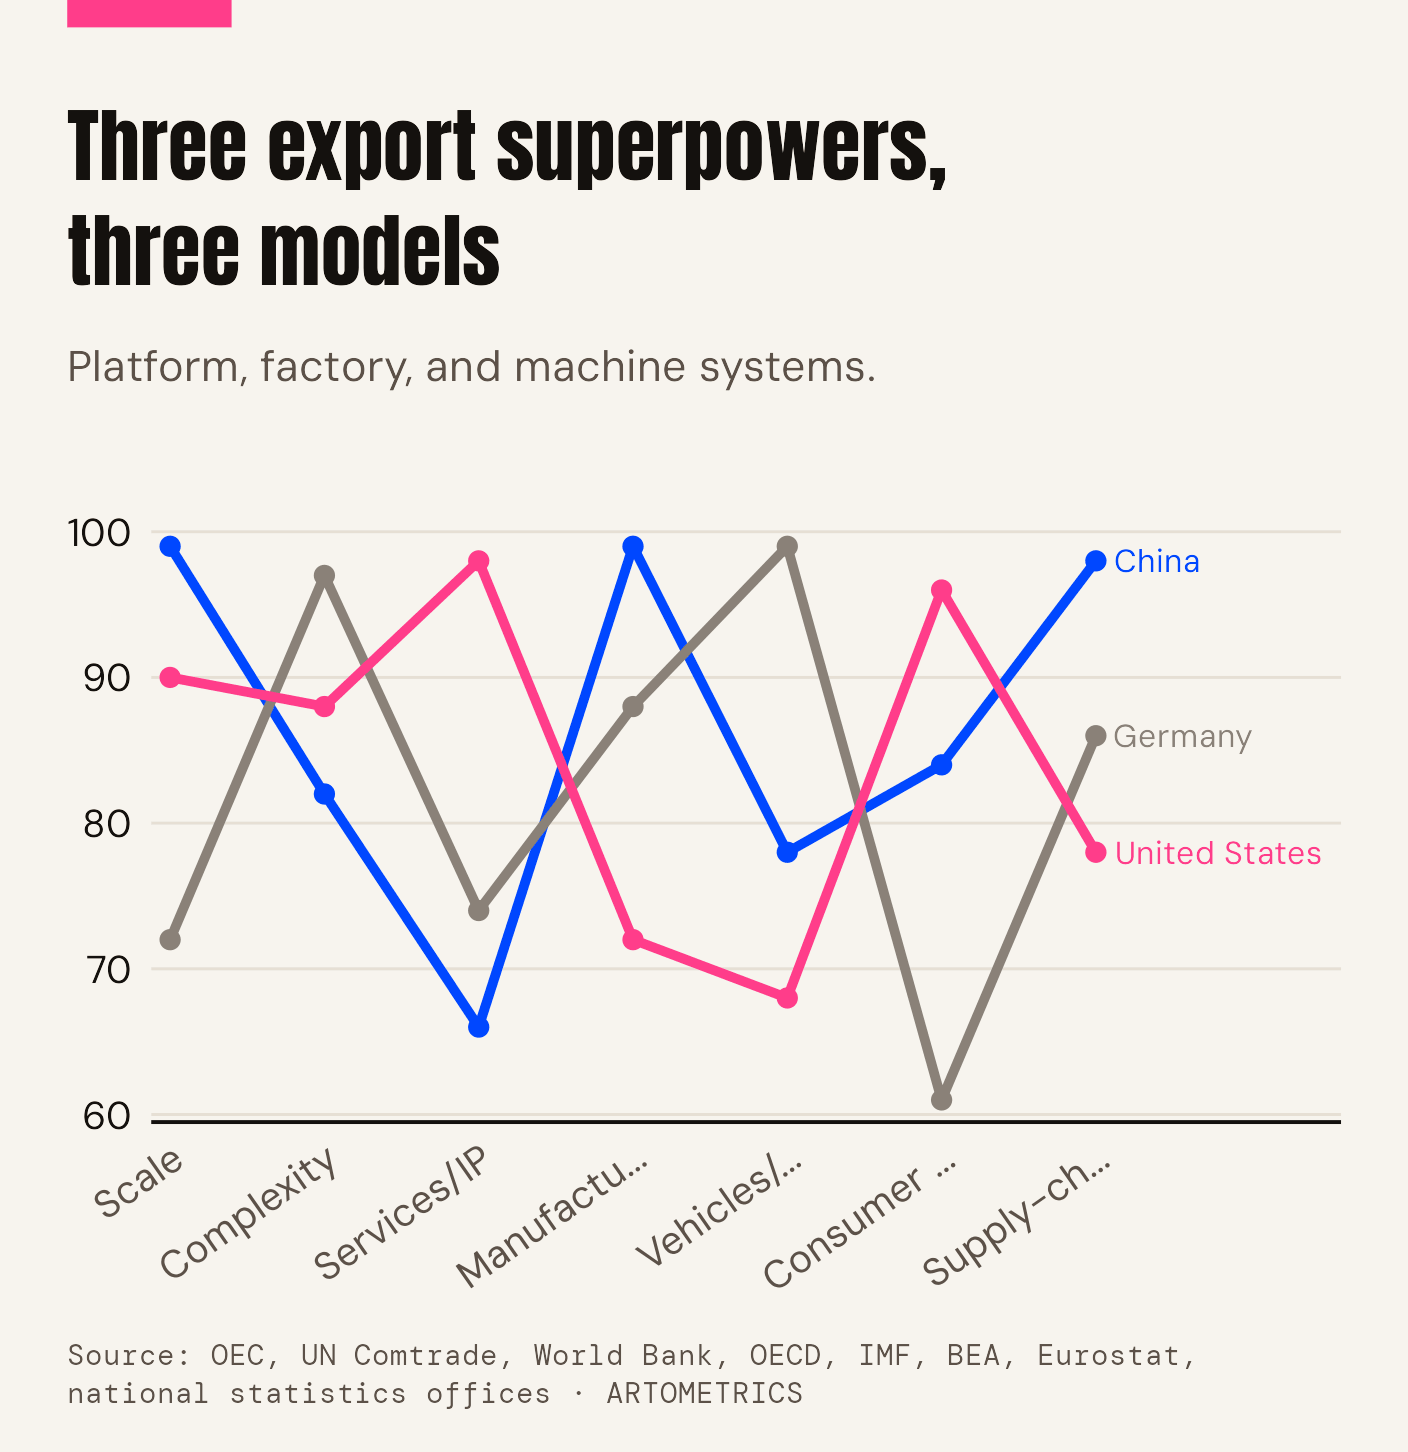 Three export superpowers,
three models
Platform, factory, and machine systems.
100
90
80
70
60
China
Germany
United States
Scale
Complexity
Services/IP
Manufactu...
Vehicles/...
Consumer ...
Supply-ch...
Source: OEC, UN Comtrade, World Bank, OECD, IMF, BEA, Eurostat,
national statistics offices · ARTOMETRICS